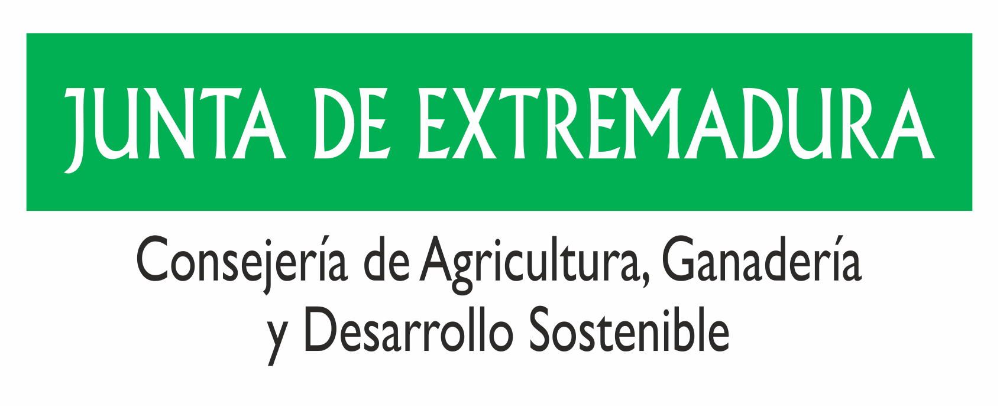 JUNTA DE EXTREMADURA
Consejería de Agricultura, Ganadería
y Desarrollo Sostenible